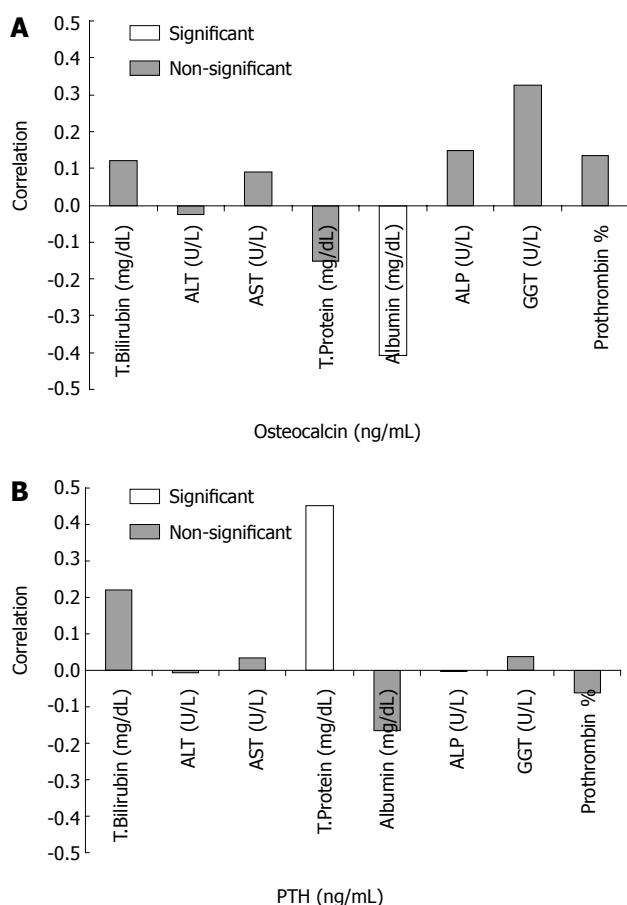 A
0.5
0.4
0.3
0.2
0.1
0.0
-0.1
-0.2
-0.3
-0.4
-0.5
Correlation
Significant
Non-significant
T.Bilirubin (mg/dL)
ALT (U/L)
AST (U/L)
T.Protein (mg/dL)
Albumin (mg/dL)
ALP (U/L)
GGT (U/L)
Prothrombin %
Osteocalcin (ng/mL)
B
0.5
0.4
0.3
0.2
0.1
0.0
-0.1
-0.2
-0.3
-0.4
-0.5
Correlation
Significant
Non-significant
T.Bilirubin (mg/dL)
ALT (U/L)
AST (U/L)
T.Protein (mg/dL)
Albumin (mg/dL)
ALP (U/L)
GGT (U/L)
Prothrombin %
PTH (ng/mL)